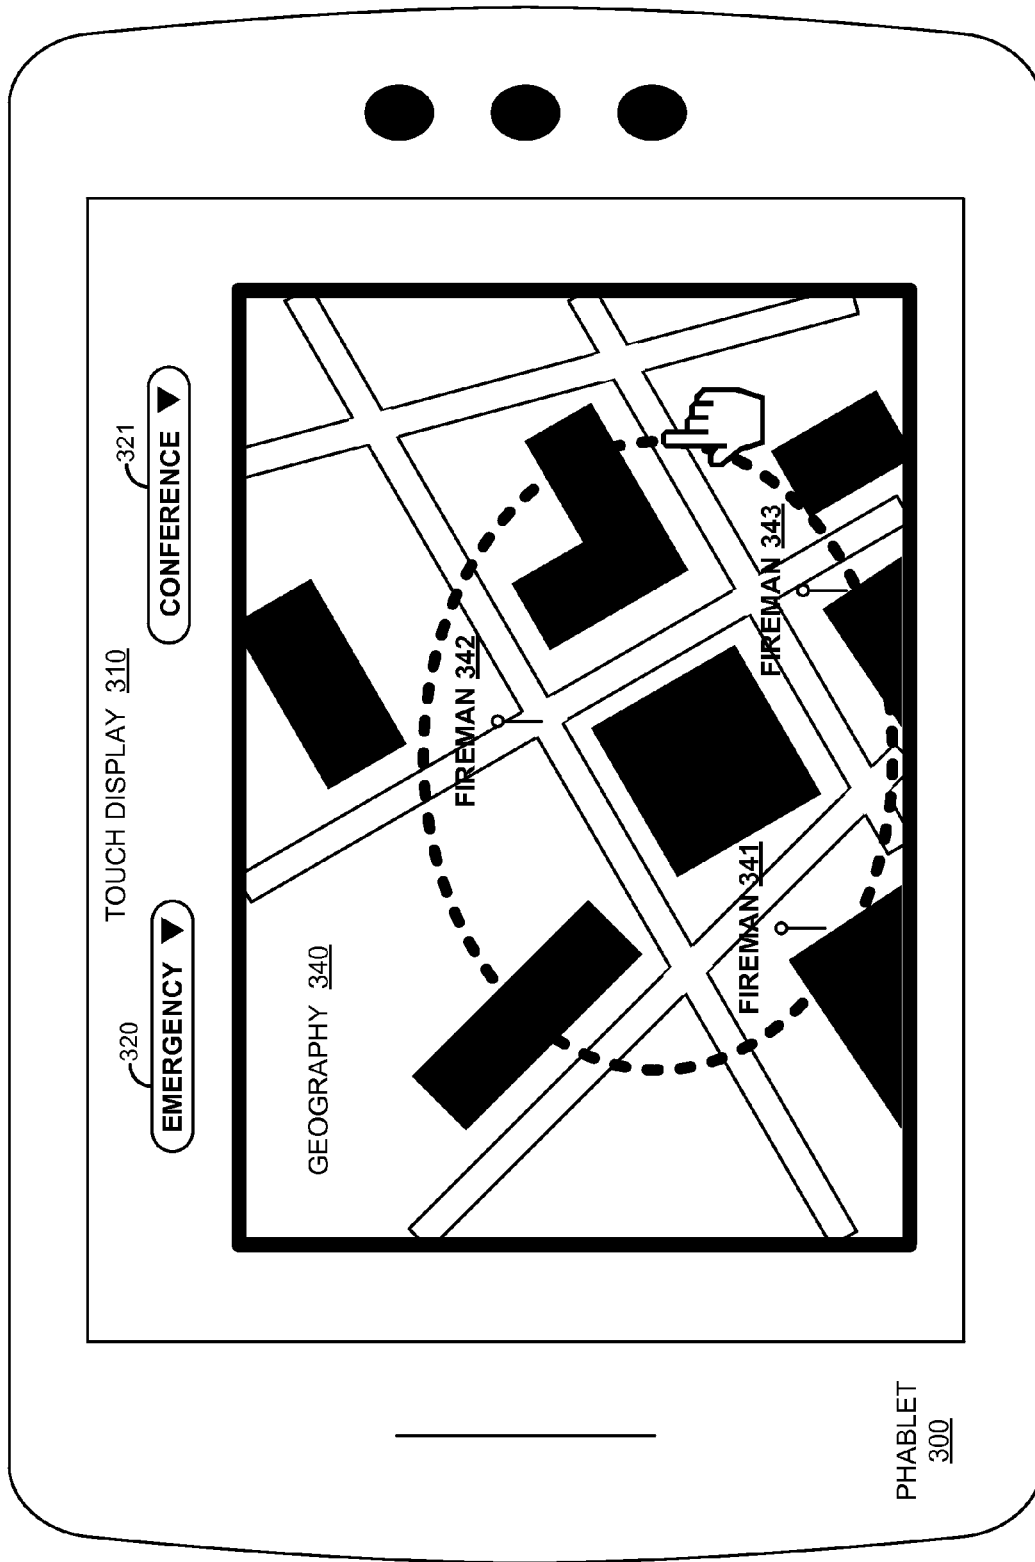 TOUCH DISPLAY 310
320
EMERGENCY ▼
321
CONFERENCE ▼
GEOGRAPHY 340
FIREMAN 342
FIREMAN 341
FIREMAN 343
PHABLET
300